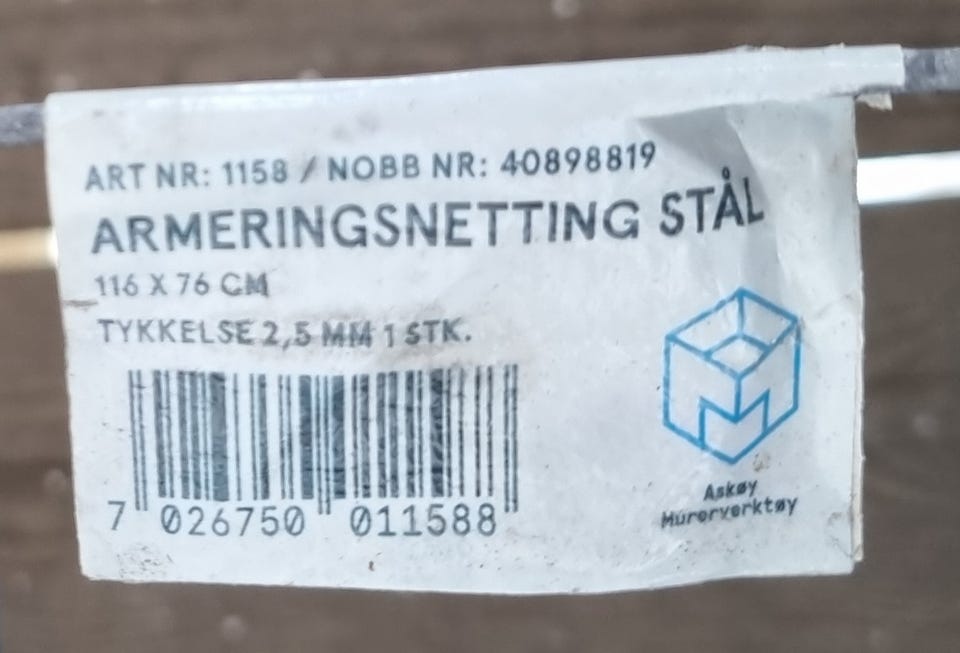 ART NR: 1158 / NOBB NR: 40898819
ARMERINGSNETTING STÅL
116 X 76 CM
TYKKELSE 2,5 MM 1 STK.
7 026750 011588
Askøy
Murerverktøy